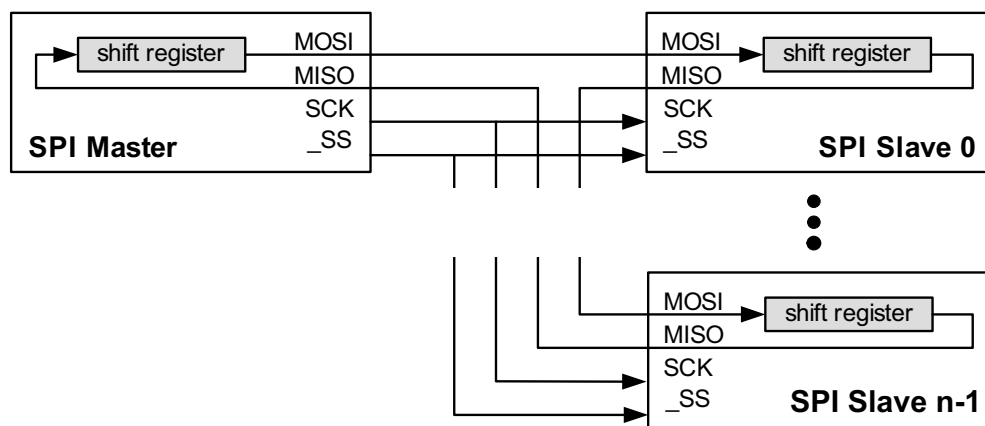 shift register
MOSI
MISO
SCK
_SS
SPI Master
MOSI
shift register
MISO
SCK
_SS
SPI Slave 0
MOSI
shift register
MISO
SCK
_SS
SPI Slave n-1